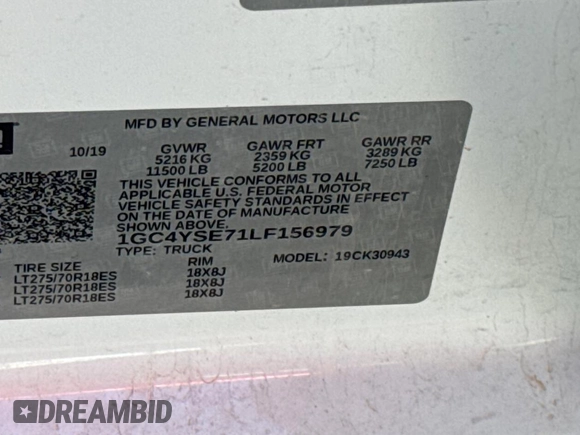 MFD BY GENERAL MOTORS LLC
10/19 GVWR GAWR FRT GAWR RR
5216 KG 2359 KG 3289 KG
11500 LB 5200 LB 7250 LB
THIS VEHICLE CONFORMS TO ALL
APPLICABLE U.S. FEDERAL MOTOR
VEHICLE SAFETY STANDARDS IN EFFECT
ON THE DATE OF MANUFACTURE
SHOWN ABOVE.
1GC4YSE71LF156979
TYPE: TRUCK MODEL: 19CK30943
TIRE SIZE RIM
LT275/70R18ES 18X8J
LT275/70R18ES 18X8J
LT275/70R18ES 18X8J
DREAMBID